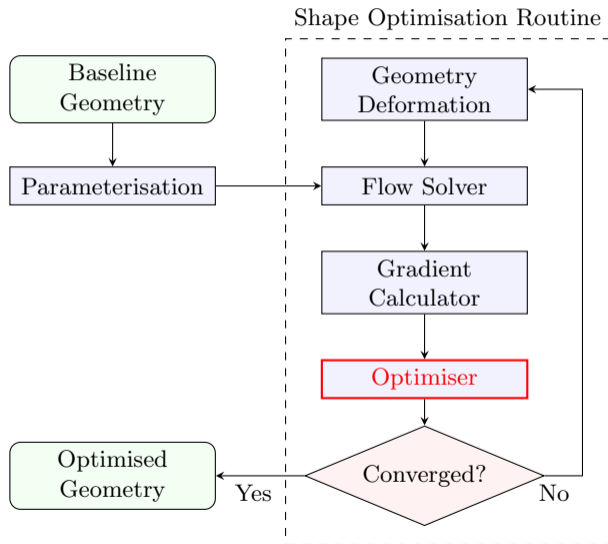 Shape Optimisation Routine
Baseline
Geometry
Geometry
Deformation
Parameterisation
Flow Solver
Gradient
Calculator
Optimiser
Optimised
Geometry
Converged?
Yes
No